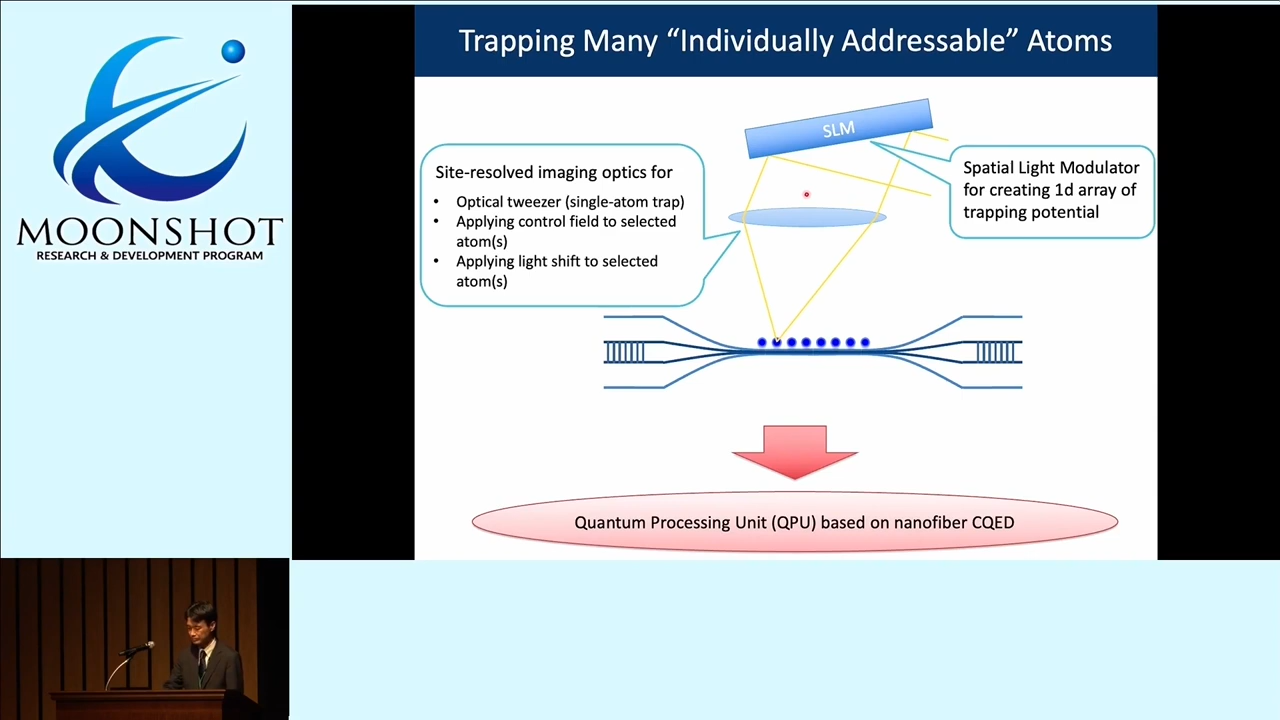 MOONSHOT
RESEARCH & DEVELOPMENT PROGRAM
Trapping Many “Individually Addressable” Atoms
SLM
Site-resolved imaging optics for
• Optical tweezer (single-atom trap)
• Applying control field to selected
atom(s)
• Applying light shift to selected
atom(s)
Spatial Light Modulator
for creating 1d array of
trapping potential
Quantum Processing Unit (QPU) based on nanofiber CQED